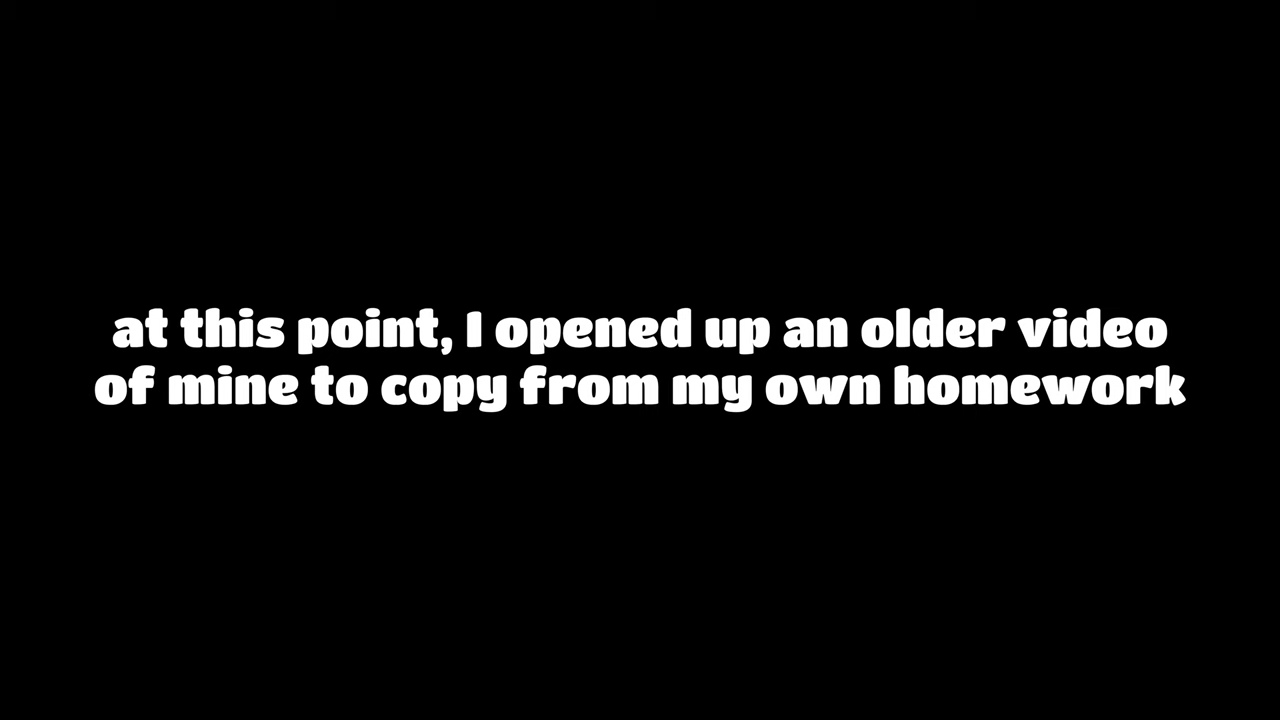 at this point, I opened up an older video
of mine to copy from my own homework